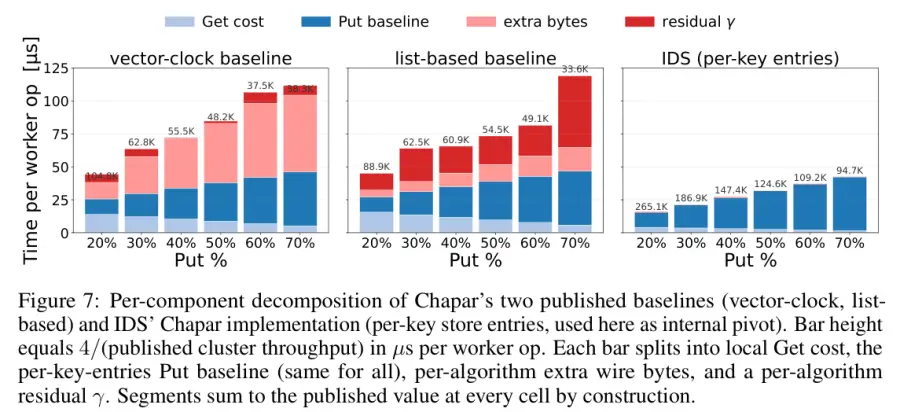 Get cost Put baseline extra bytes residual γ
vector-clock baseline list-based baseline IDS (per-key entries)
Time per worker op [μs]
125
100
75
50
25
0
104.0K 62.8K 55.5K 48.2K 37.5K 38.3K
88.9K 62.5K 60.9K 54.5K 49.1K 33.6K
265.1K 186.9K 147.4K 124.6K 109.2K 94.7K
20% 30% 40% 50% 60% 70% 20% 30% 40% 50% 60% 70% 20% 30% 40% 50% 60% 70%
Put % Put % Put %
Figure 7: Per-component decomposition of Chapar's two published baselines (vector-clock, list-
based) and IDS' Chapar implementation (per-key store entries, used here as internal pivot). Bar height
equals 4/(published cluster throughput) in μs per worker op. Each bar splits into local Get cost, the
per-key-entries Put baseline (same for all), per-algorithm extra wire bytes, and a per-algorithm
residual γ. Segments sum to the published value at every cell by construction.